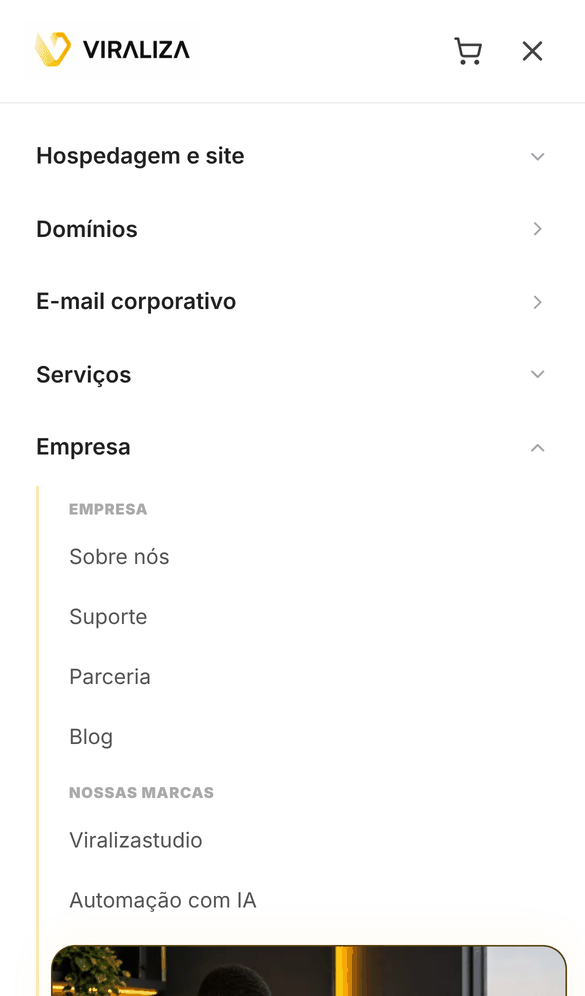 VIRALIZA
Hospedagem e site
Domínios
E-mail corporativo
Serviços
Empresa
EMPRESA
Sobre nós
Suporte
Parceria
Blog
NOSSAS MARCAS
Viralizastudio
Automação com IA